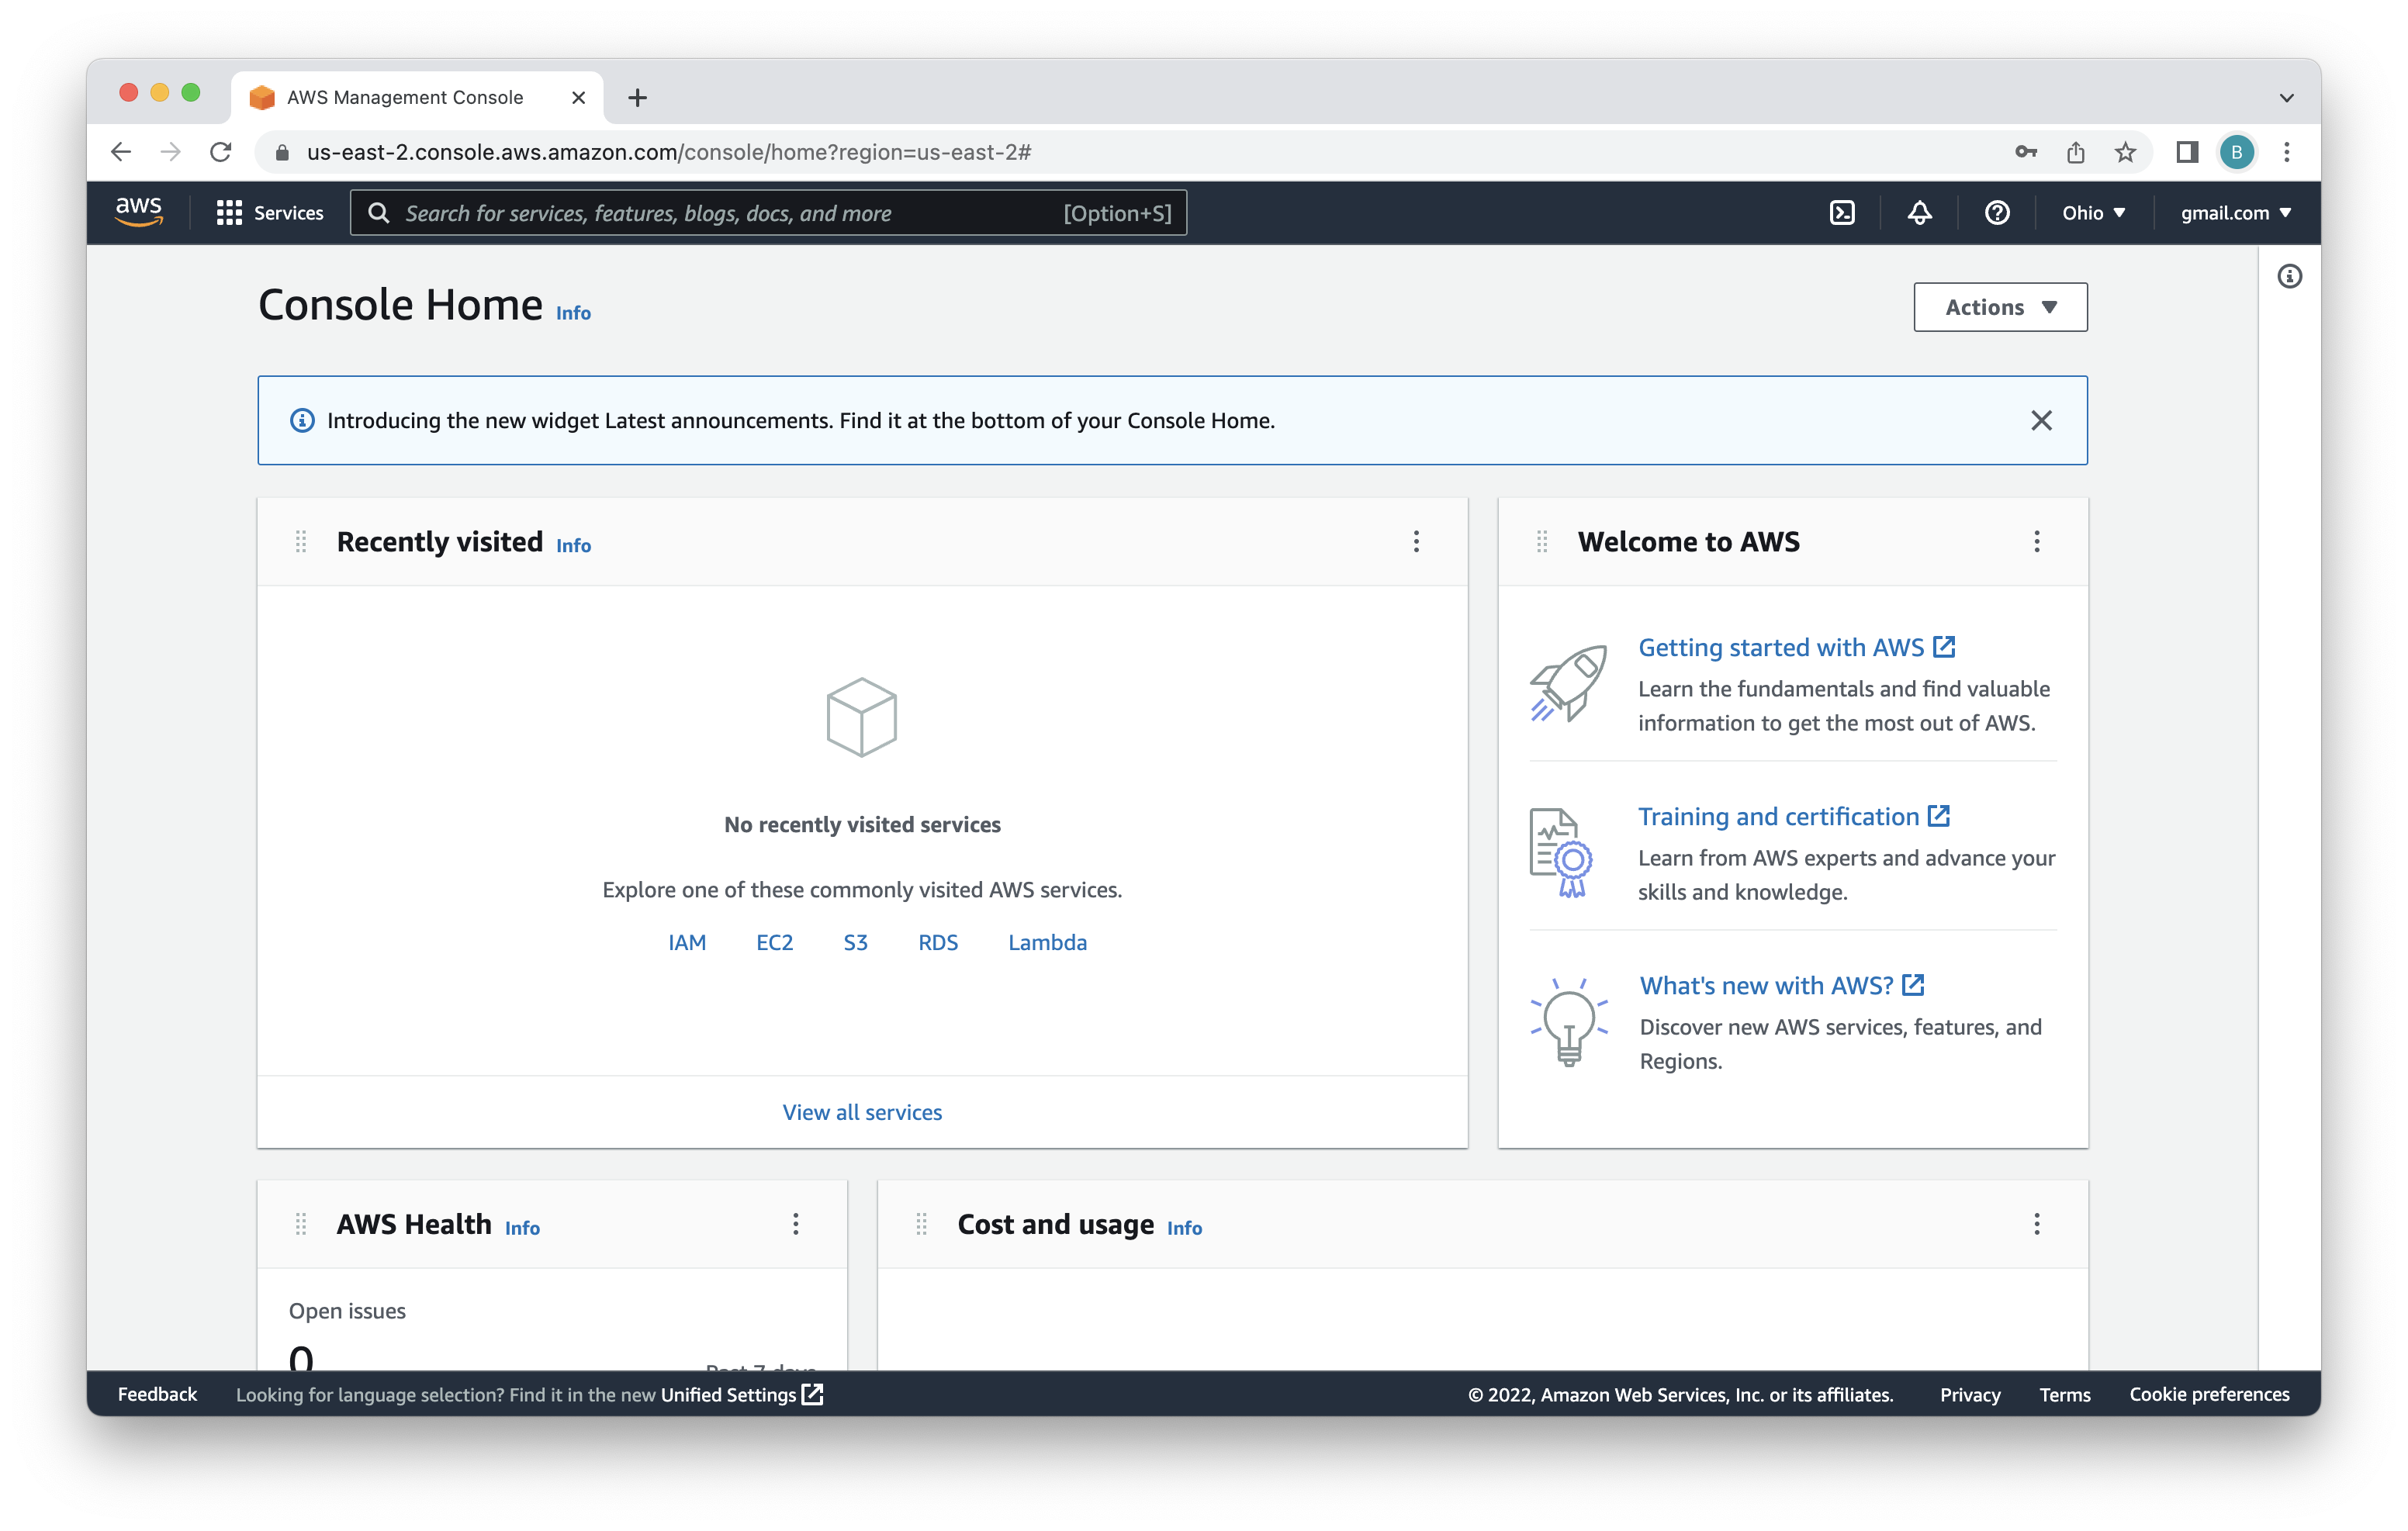 AWS Management Console
us-east-2.console.aws.amazon.com/console/home?region=us-east-2#
B
aws
Services
Search for services, features, blogs, docs, and more
[Option+S]
Ohio
gmail.com
Console Home Info
Actions
Introducing the new widget Latest announcements. Find it at the bottom of your Console Home.
Recently visited Info
No recently visited services
Explore one of these commonly visited AWS services.
IAM EC2 S3 RDS Lambda
View all services
Welcome to AWS
Getting started with AWS
Learn the fundamentals and find valuable
information to get the most out of AWS.
Training and certification
Learn from AWS experts and advance your
skills and knowledge.
What's new with AWS?
Discover new AWS services, features, and
Regions.
AWS Health Info
Open issues
0
Past 7 days
Cost and usage Info
Feedback
Looking for language selection? Find it in the new Unified Settings
© 2022, Amazon Web Services, Inc. or its affiliates.
Privacy
Terms
Cookie preferences